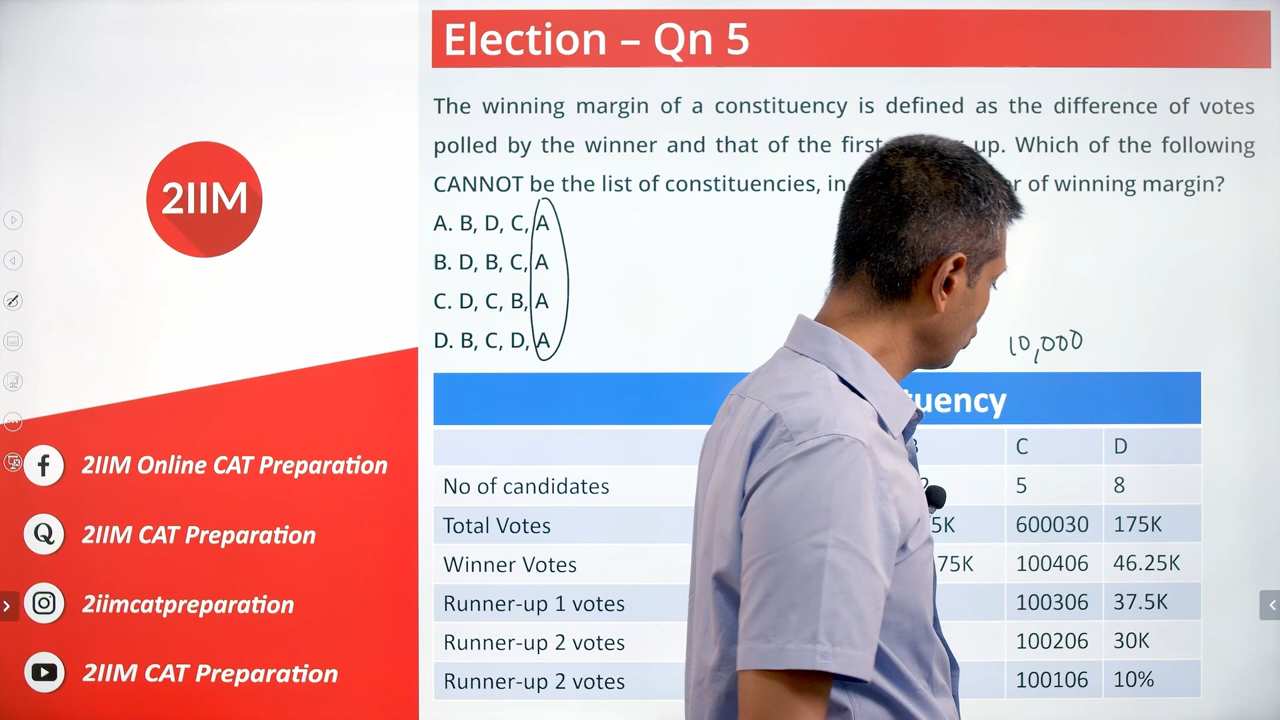 Election – Qn 5
The winning margin of a constituency is defined as the difference of votes
polled by the winner and that of the first up. Which of the following
CANNOT be the list of constituencies, in of winning margin?
A. B, D, C, A
B. D, B, C, A
C. D, C, B, A
D. B, C, D, A
10,000
2IIM
C D
No of candidates 5 8
Total Votes 5K 600030 175K
Winner Votes 75K 100406 46.25K
Runner-up 1 votes 100306 37.5K
Runner-up 2 votes 100206 30K
Runner-up 2 votes 100106 10%
f 2IIM Online CAT Preparation
Q 2IIM CAT Preparation
2iimcatpreparation
2IIM CAT Preparation